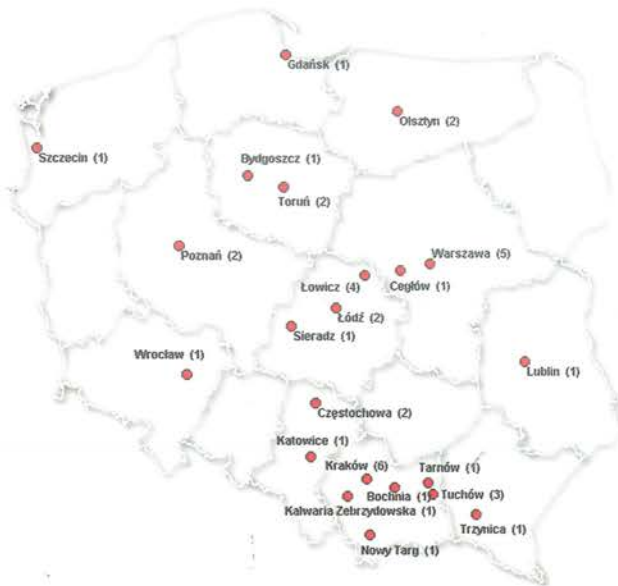 Gdańsk (1)
Olsztyn (2)
Szczecin (1)
Bydgoszcz (1)
Toruń (2)
Poznań (2)
Warszawa (5)
Łowicz (4)
Cegłów (1)
Łódź (2)
Sieradz (1)
Wrocław (1)
Lublin (1)
Częstochowa (2)
Katowice (1)
Kraków (6)
Tarnów (1)
Bochnia (1)
Tuchów (3)
Kalwaria Zebrzydowska (1)
Trzynica (1)
Nowy Targ (1)